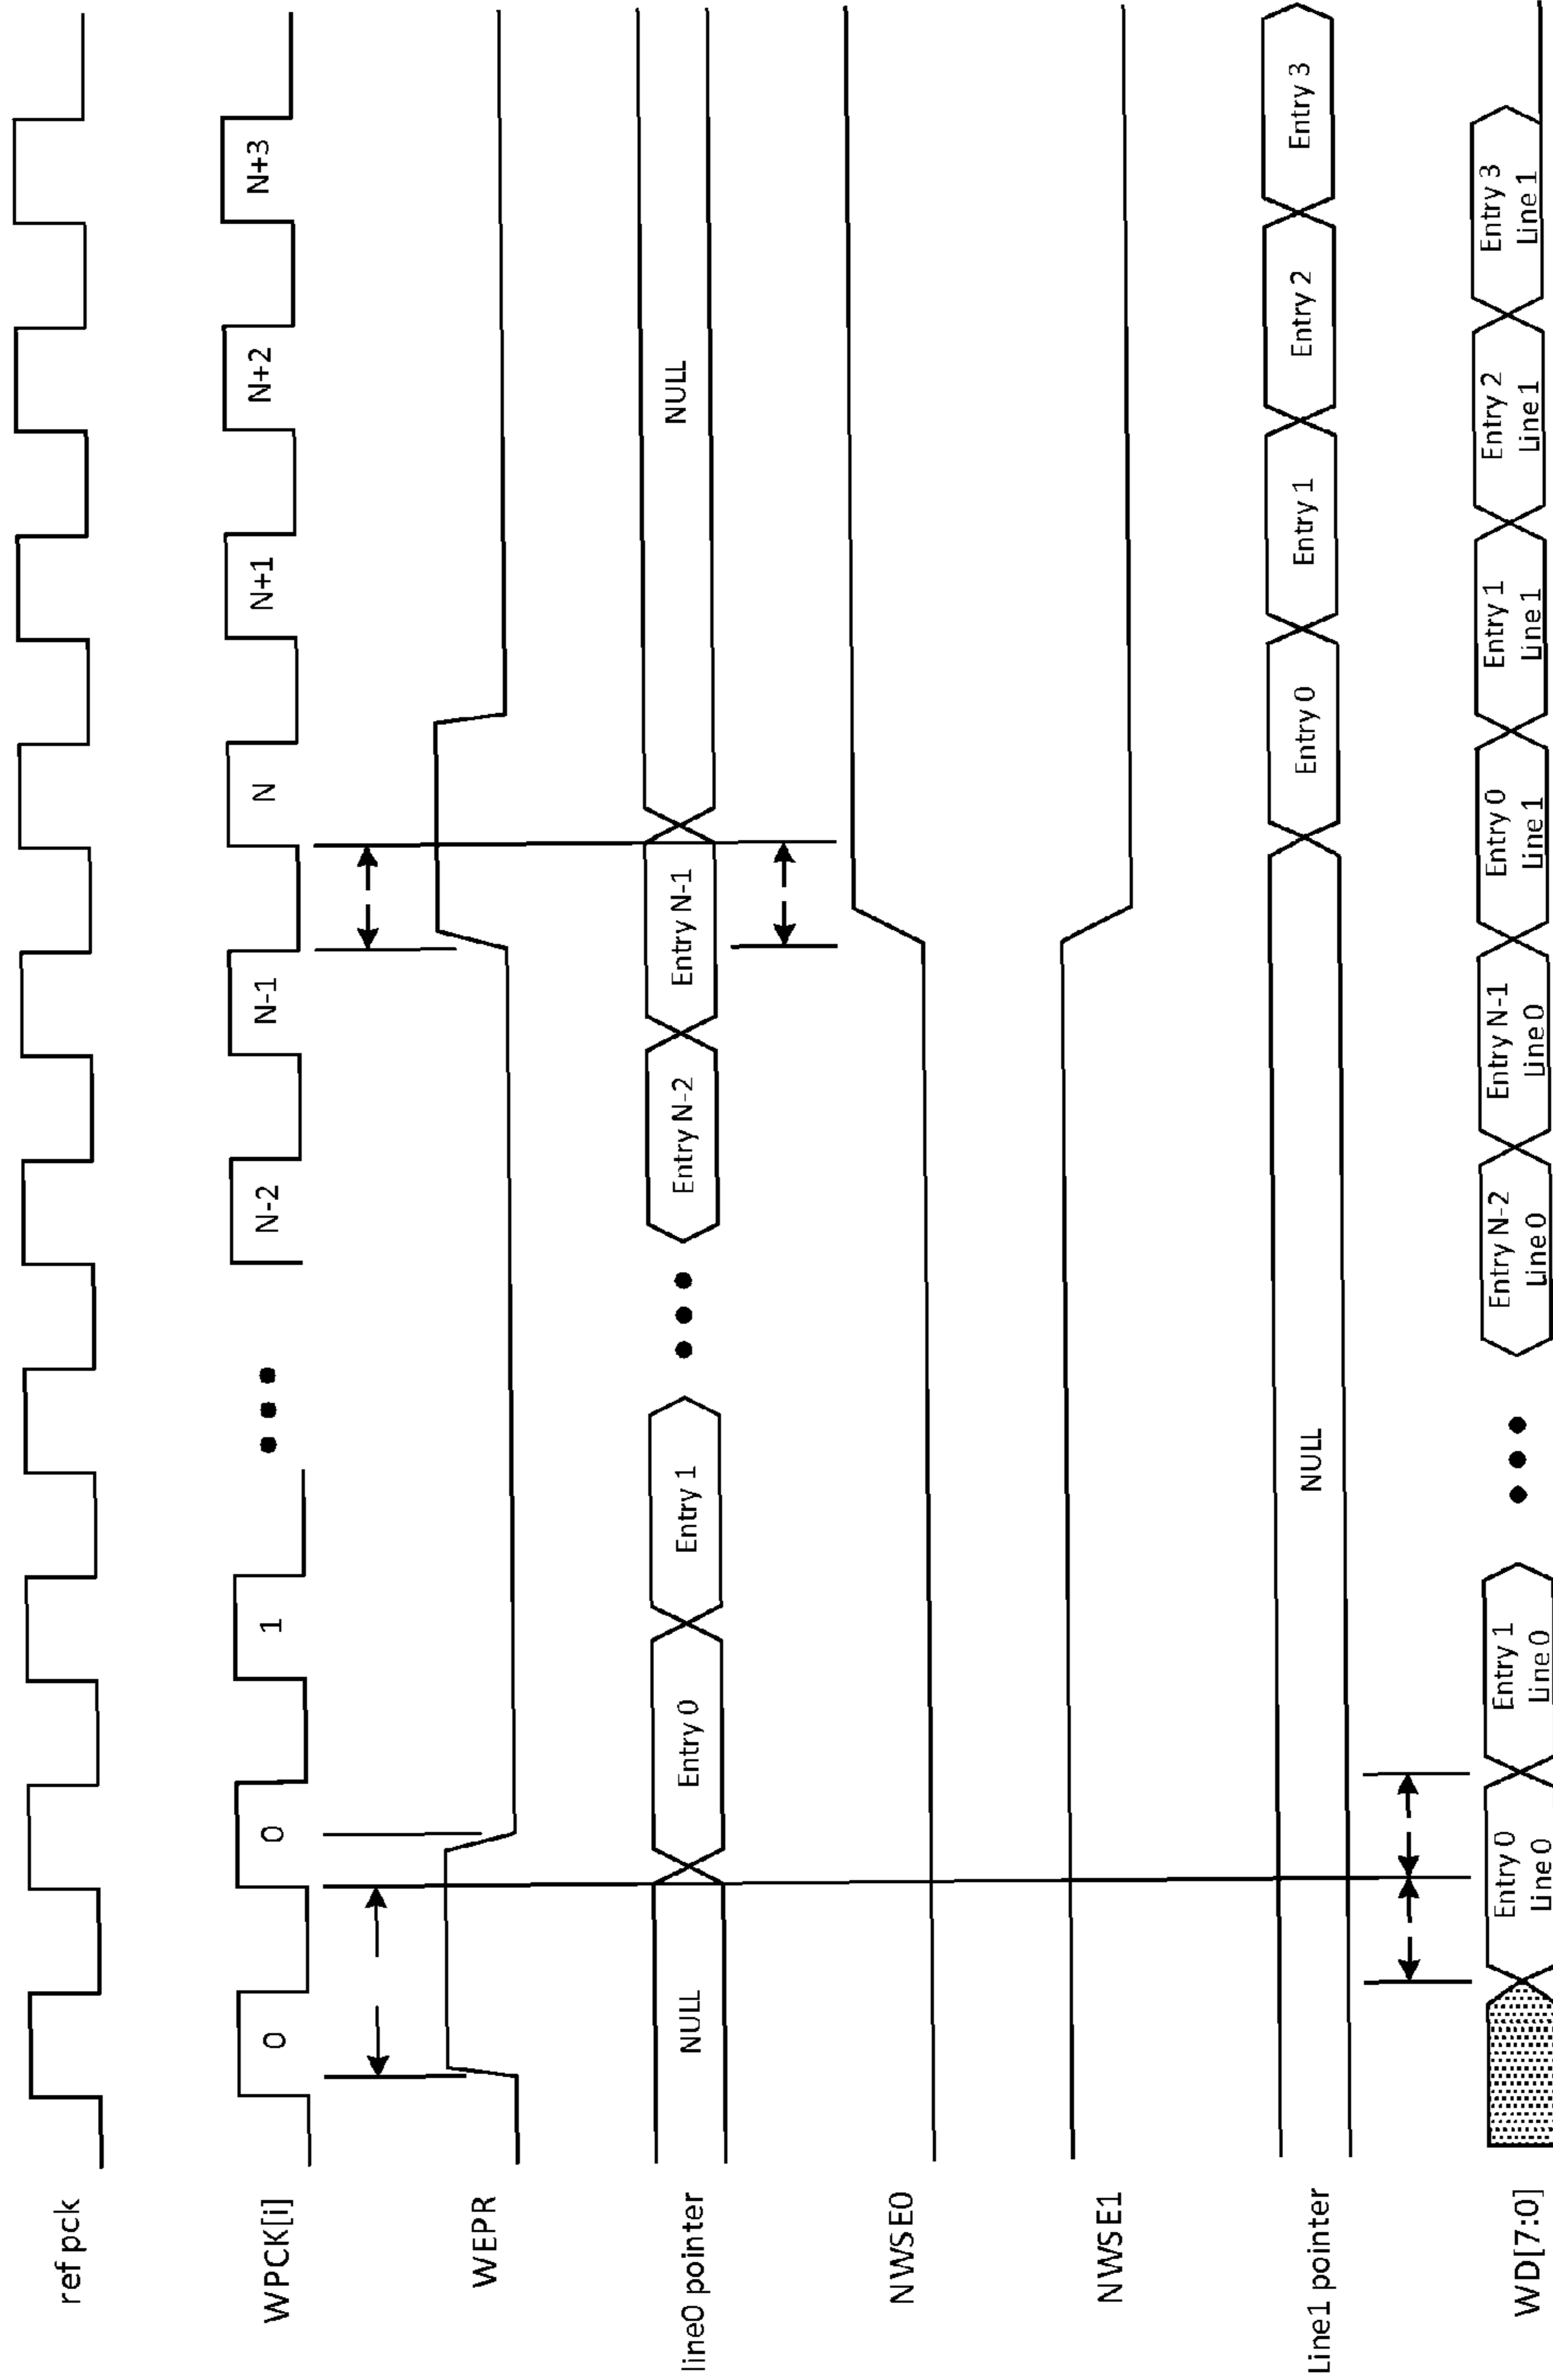 ref pck
WPCK[i]
0
0
1
N-2
N-1
N
N+1
N+2
N+3
WEPR
line0 pointer
NULL
Entry 0
Entry 1
Entry N-2
Entry N-1
NULL
NWSE0
NWSE1
Line1 pointer
NULL
Entry 0
Entry 1
Entry 2
Entry 3
WD[7:0]
Entry 0
Line 0
Entry 1
Line 0
Entry N-2
Line 0
Entry N-1
Line 0
Entry 0
Line 1
Entry 1
Line 1
Entry 2
Line 1
Entry 3
Line 1